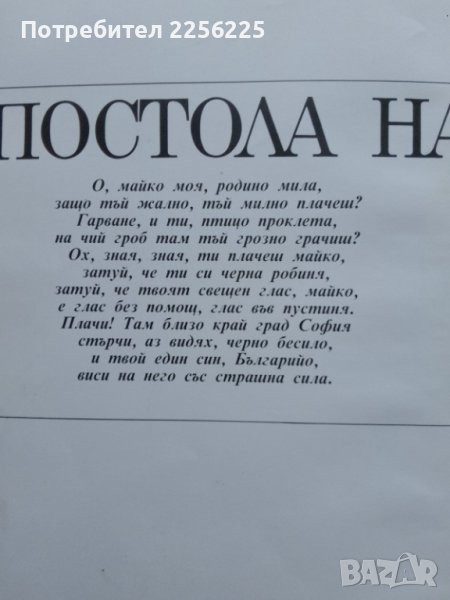 Потребител 2256225
ПОСТОЛА НА
О, майко моя, родино мила,
защо тъй жално, тъй милно плачеш?
Гарване, и ти, птицо проклета,
на чий гроб там тъй грозно грачиш?
Ох, зная, зная, ти плачеш майко,
затуй, че ти си черна робиня,
затуй, че твоят свещен глас, майко,
е глас без помощ, глас във пустиня.
Плачи! Там близо край град София
стърчи, аз видях, черно бесило,
и твой един син, Българийо,
виси на него със страшна сила.
BAZAR